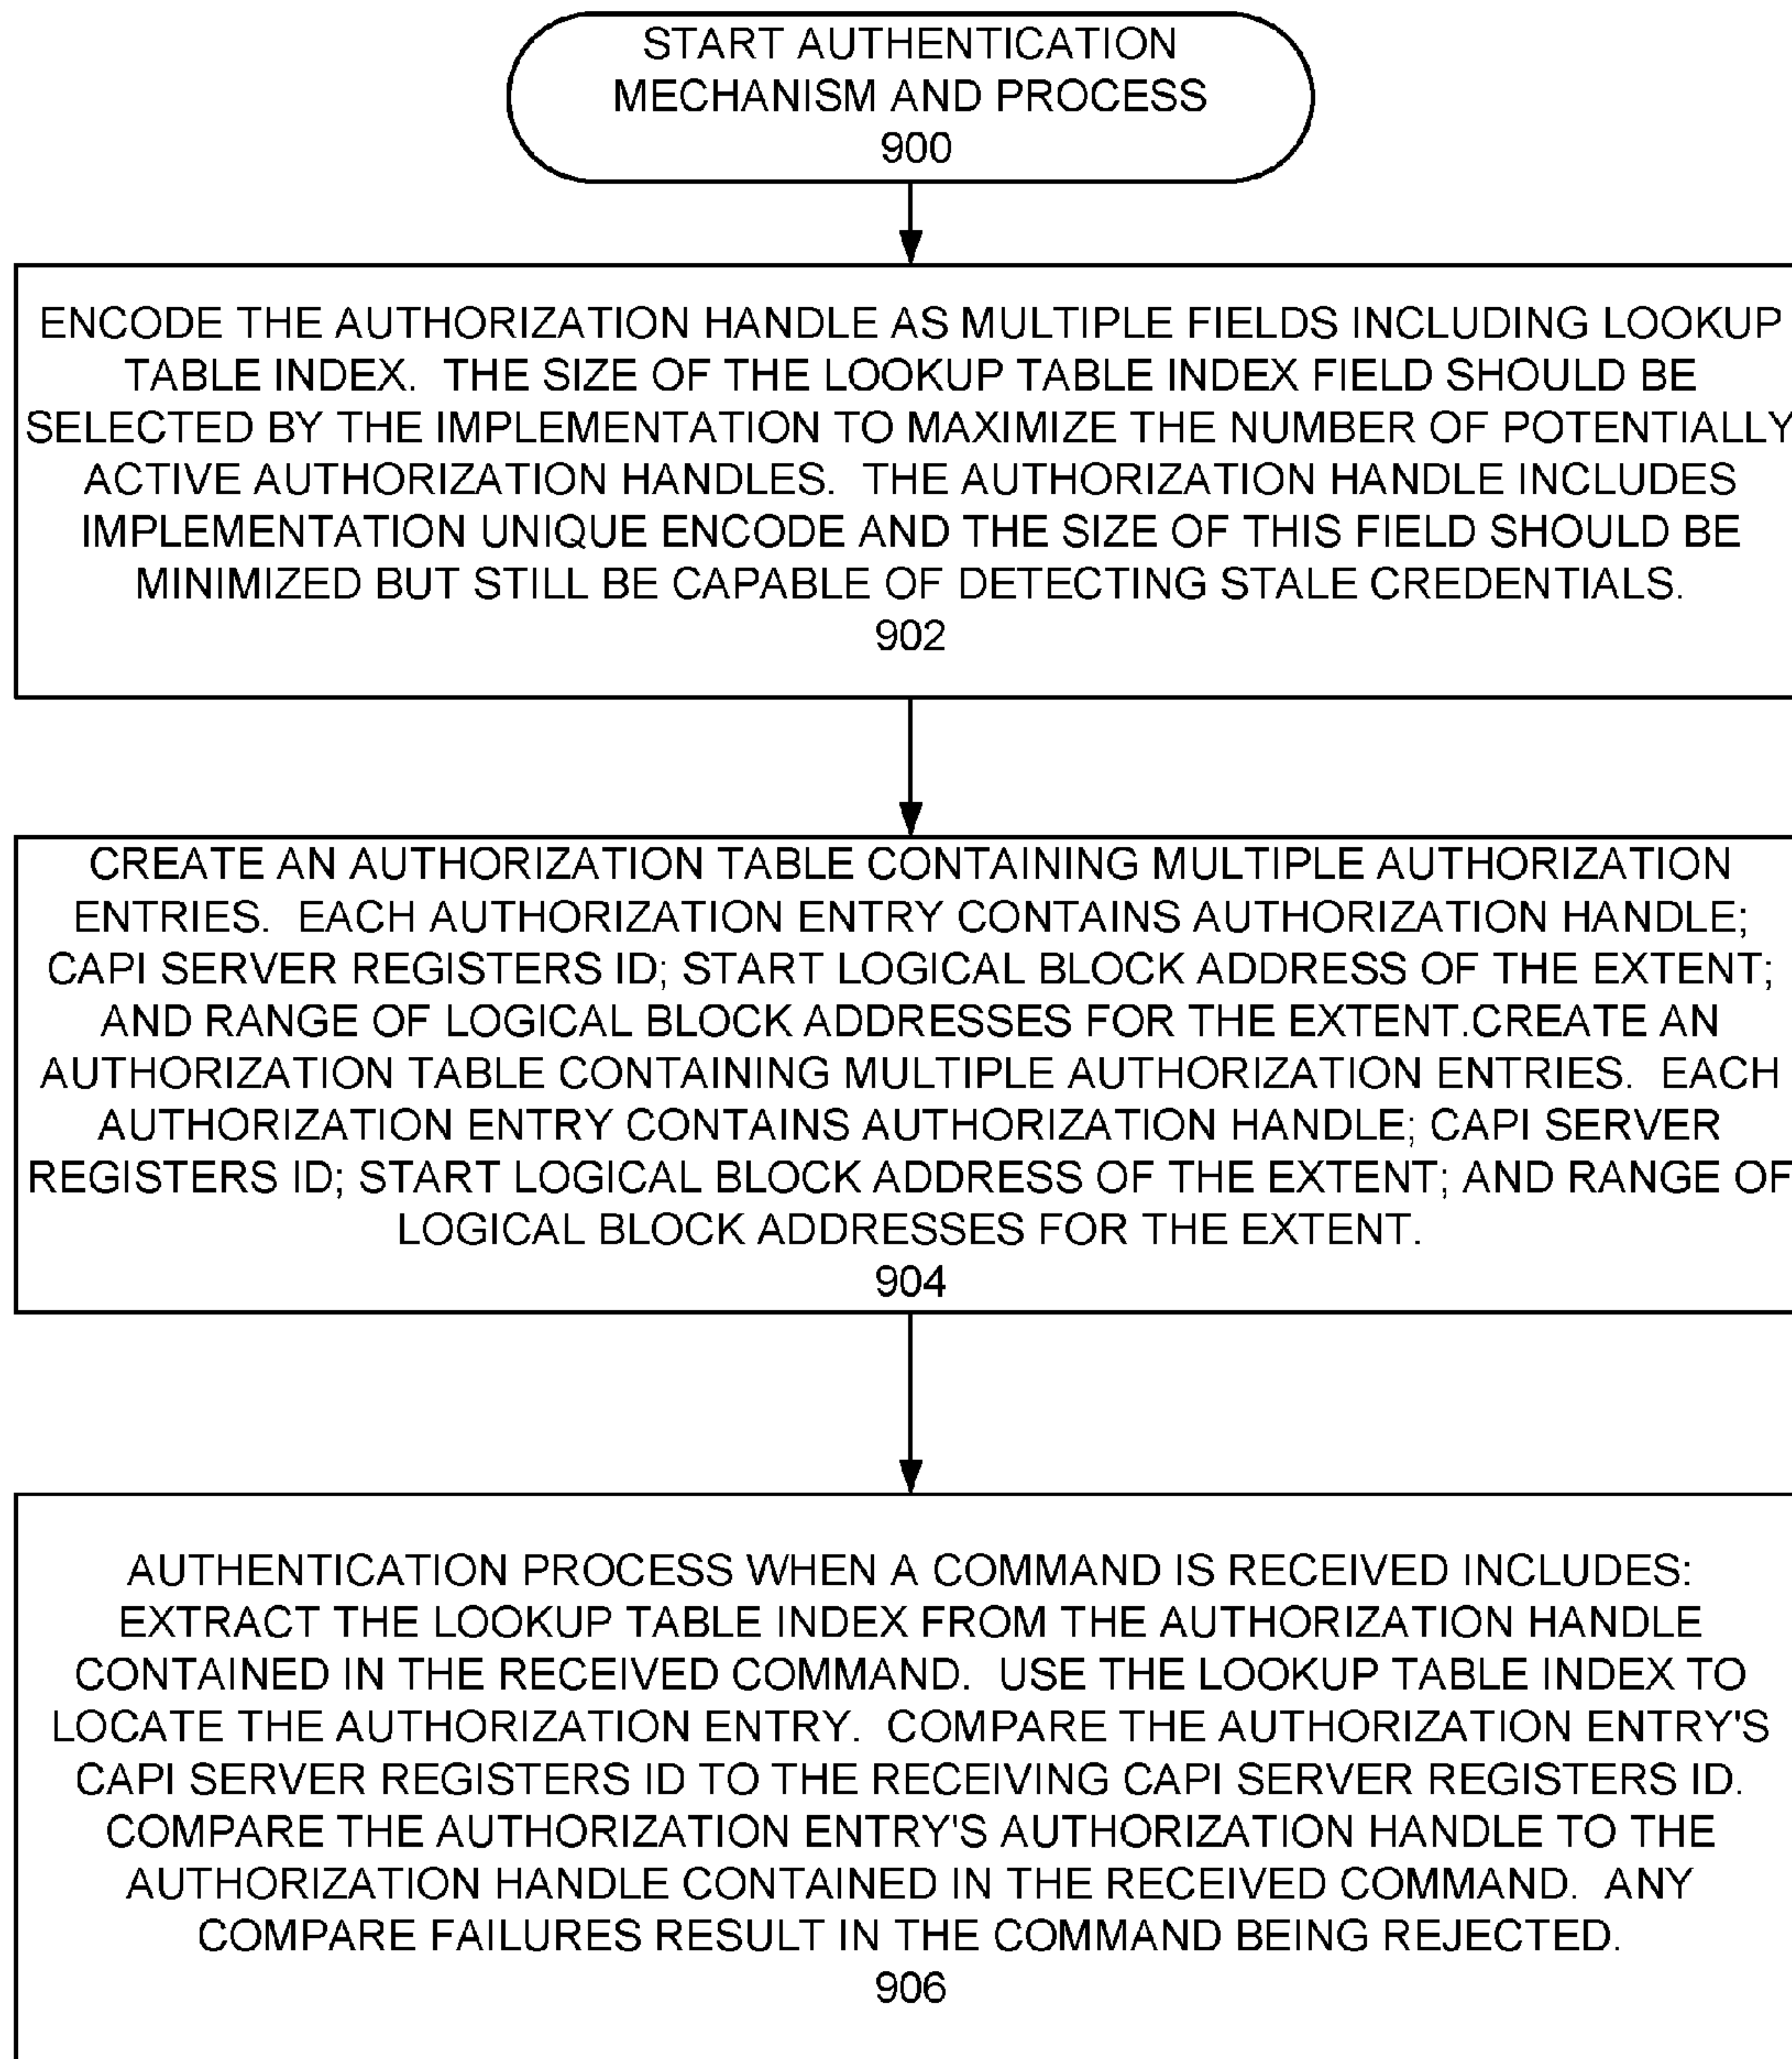 START AUTHENTICATION
MECHANISM AND PROCESS
900
ENCODE THE AUTHORIZATION HANDLE AS MULTIPLE FIELDS INCLUDING LOOKUP
TABLE INDEX.  THE SIZE OF THE LOOKUP TABLE INDEX FIELD SHOULD BE
SELECTED BY THE IMPLEMENTATION TO MAXIMIZE THE NUMBER OF POTENTIALLY
ACTIVE AUTHORIZATION HANDLES.  THE AUTHORIZATION HANDLE INCLUDES
IMPLEMENTATION UNIQUE ENCODE AND THE SIZE OF THIS FIELD SHOULD BE
MINIMIZED BUT STILL BE CAPABLE OF DETECTING STALE CREDENTIALS.
902
CREATE AN AUTHORIZATION TABLE CONTAINING MULTIPLE AUTHORIZATION
ENTRIES.  EACH AUTHORIZATION ENTRY CONTAINS AUTHORIZATION HANDLE;
CAPI SERVER REGISTERS ID; START LOGICAL BLOCK ADDRESS OF THE EXTENT;
AND RANGE OF LOGICAL BLOCK ADDRESSES FOR THE EXTENT.CREATE AN
AUTHORIZATION TABLE CONTAINING MULTIPLE AUTHORIZATION ENTRIES.  EACH
AUTHORIZATION ENTRY CONTAINS AUTHORIZATION HANDLE; CAPI SERVER
REGISTERS ID; START LOGICAL BLOCK ADDRESS OF THE EXTENT; AND RANGE OF
LOGICAL BLOCK ADDRESSES FOR THE EXTENT.
904
AUTHENTICATION PROCESS WHEN A COMMAND IS RECEIVED INCLUDES:
EXTRACT THE LOOKUP TABLE INDEX FROM THE AUTHORIZATION HANDLE
CONTAINED IN THE RECEIVED COMMAND.  USE THE LOOKUP TABLE INDEX TO
LOCATE THE AUTHORIZATION ENTRY.  COMPARE THE AUTHORIZATION ENTRY'S
CAPI SERVER REGISTERS ID TO THE RECEIVING CAPI SERVER REGISTERS ID.
COMPARE THE AUTHORIZATION ENTRY'S AUTHORIZATION HANDLE TO THE
AUTHORIZATION HANDLE CONTAINED IN THE RECEIVED COMMAND.  ANY
COMPARE FAILURES RESULT IN THE COMMAND BEING REJECTED.
906